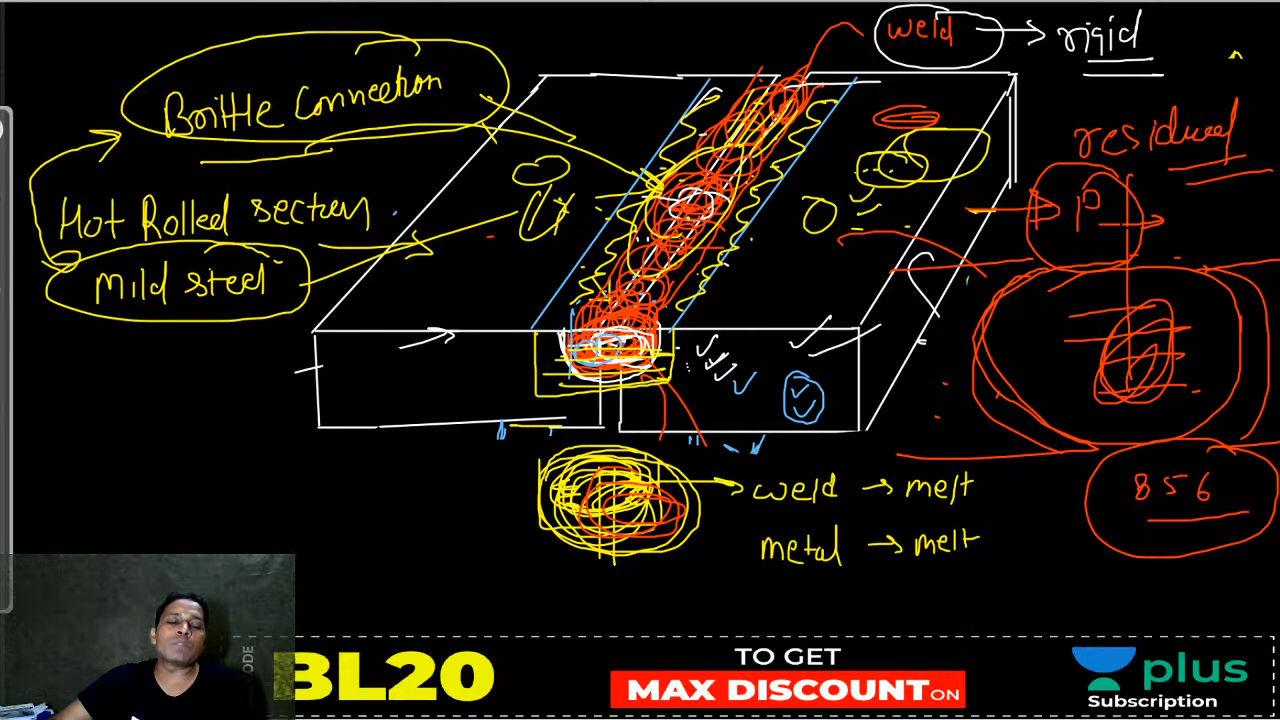 weld → rigid
Brittle Connection
residual
Hot Rolled section
P
Mild steel
weld → melt
856
metal → melt
CODE
BL20
TO GET
MAX DISCOUNT ON
plus
Subscription